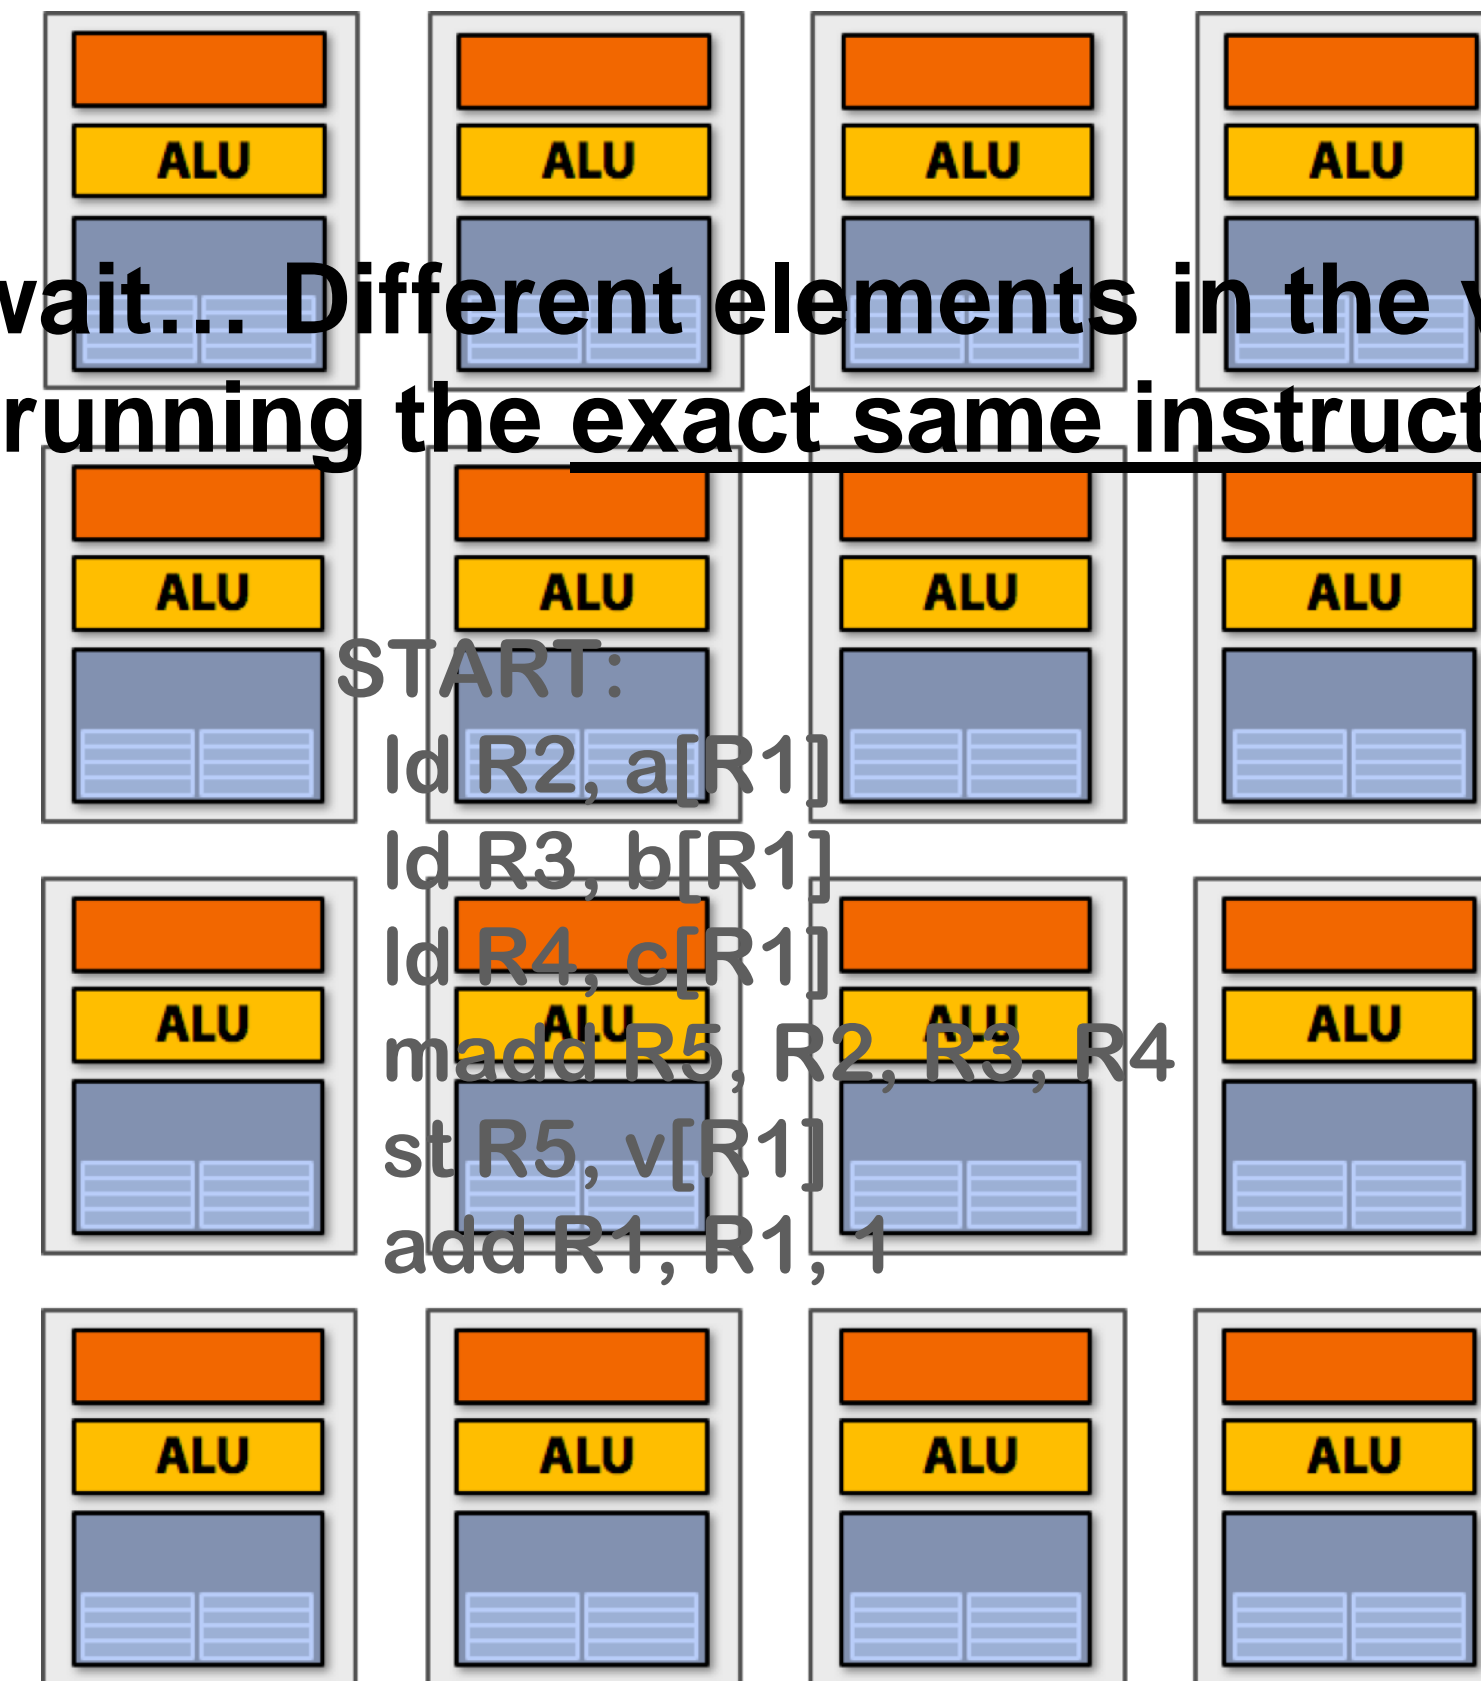 ALU ALU ALU ALU
wait… Different elements in the
running the exact same
ALU ALU ALU ALU
START:
ld R2, a[R1]
ld R3, b[R1]
ld R4, c[R1]
ALU ALU ALU ALU
madd R5, R2, R3, R4
st R5, v[R1]
add R1, R1, 1
ALU ALU ALU ALU